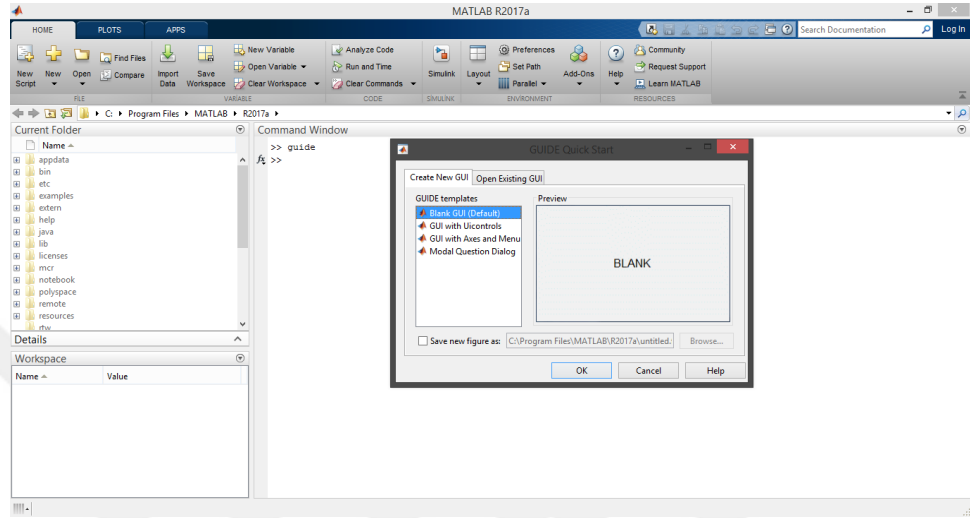 MATLAB R2017a
HOME PLOTS APPS Search Documentation Log In
New Script New Open Find Files Compare Import Data Save Workspace New Variable Open Variable Clear Workspace Analyze Code Run and Time Clear Commands Simulink Layout Preferences Set Path Parallel Add-Ons Help Community Request Support Learn MATLAB
FILE VARIABLE CODE SIMULINK ENVIRONMENT RESOURCES
C: Program Files MATLAB R2017a
Current Folder
Name
appdata
bin
etc
examples
extern
help
java
lib
licenses
mcr
notebook
polyspace
remote
resources
rtw
Details
Workspace
Name Value
Command Window
>> guide
fx >>
GUIDE Quick Start
Create New GUI Open Existing GUI
GUIDE templates
Blank GUI (Default)
GUI with Uicontrols
GUI with Axes and Menu
Modal Question Dialog
Preview
BLANK
Save new figure as: C:\Program Files\MATLAB\R2017a\untitled. Browse...
OK Cancel Help